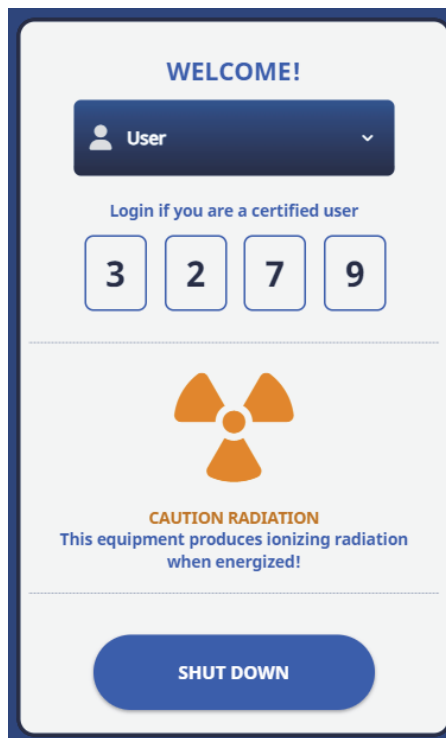 WELCOME!
User
Login if you are a certified user
3 2 7 9
CAUTION RADIATION
This equipment produces ionizing radiation
when energized!
SHUT DOWN